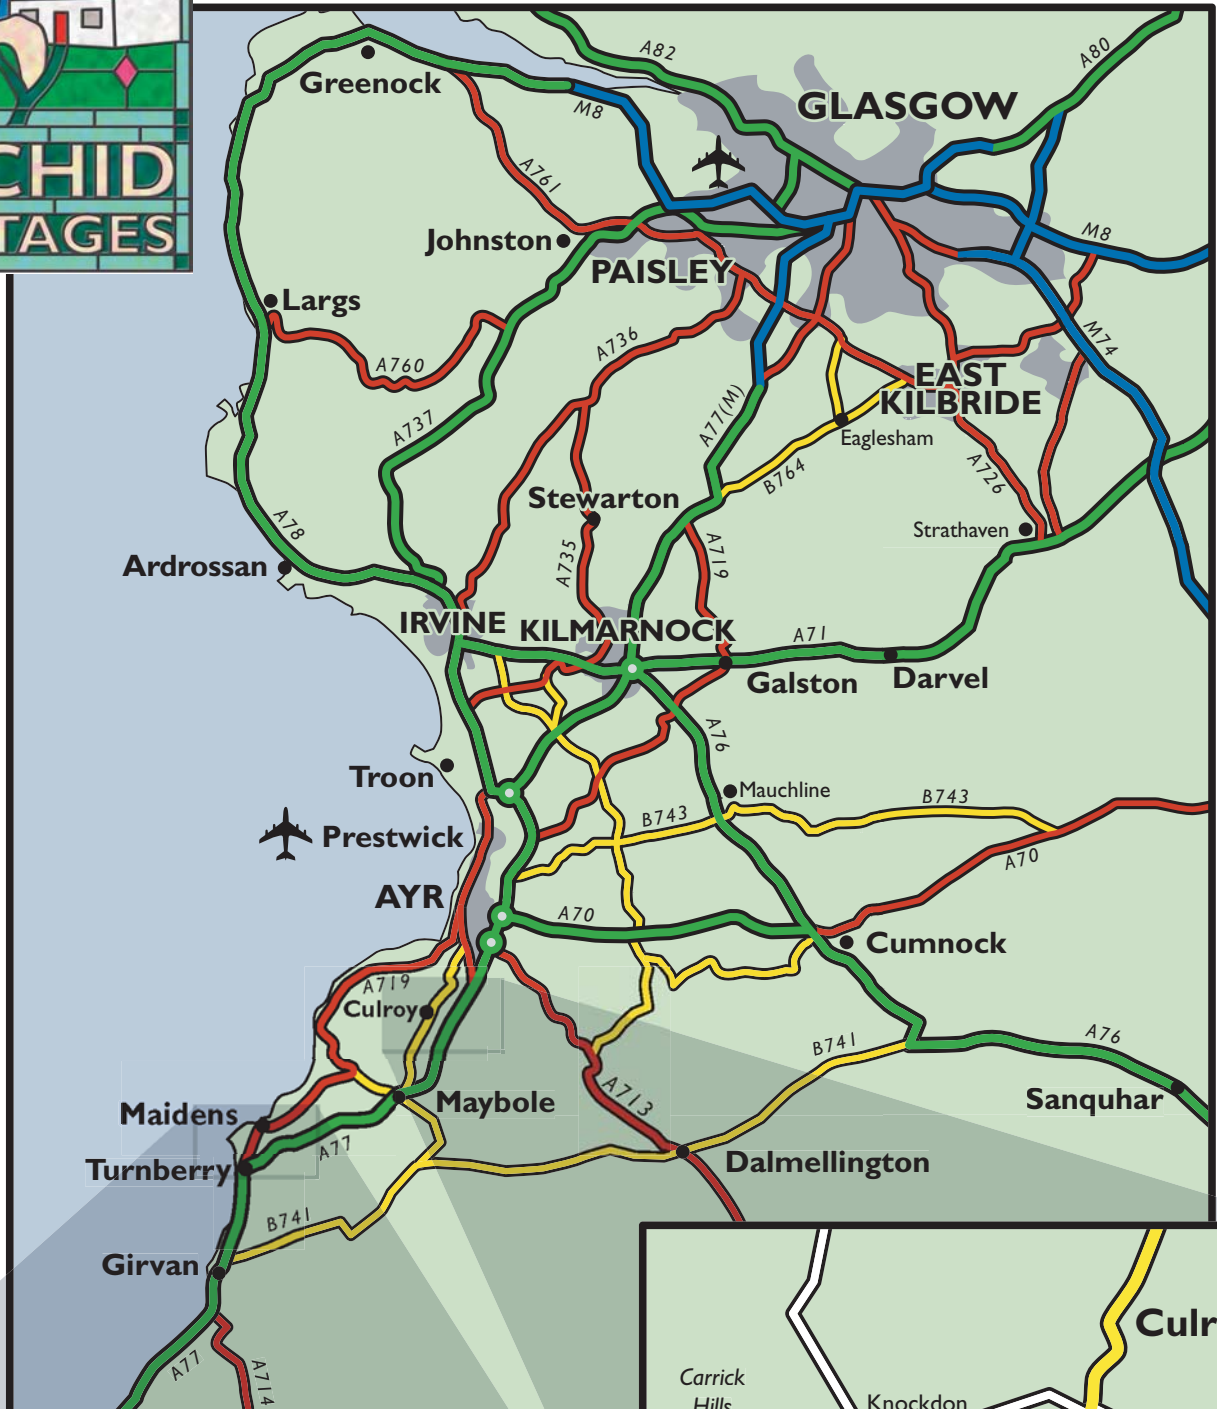 CHID
TAGES
A82
A80
Greenock
M8
GLASGOW
A761
Johnston
M8
PAISLEY
Largs
A736
M74
A760
EAST
KILBRIDE
A77(M)
A737
Eaglesham
B764
A726
Stewarton
A78
Strathaven
A735
A719
Ardrossan
IRVINE
KILMARNOCK
A71
Galston
Darvel
A76
Troon
Mauchline
B743
B743
Prestwick
A70
AYR
A70
Cumnock
A719
Culroy
A76
B741
A713
Maybole
Sanquhar
Maidens
A77
Turnberry
Dalmellington
B741
Girvan
Culr
A77
A714
Carrick
Hills
Knockdon